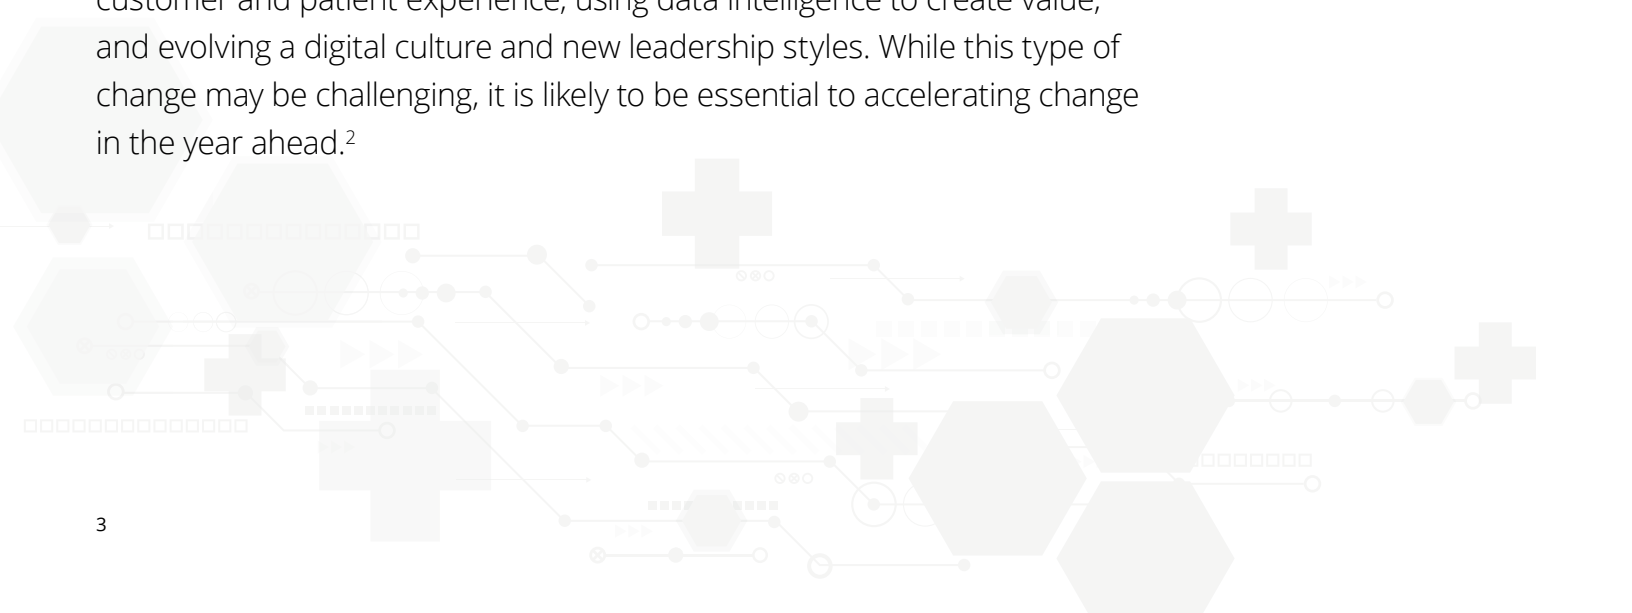 customer and patient experience, using data intelligence to create value,
and evolving a digital culture and new leadership styles. While this type of
change may be challenging, it is likely to be essential to accelerating change
in the year ahead.2
3